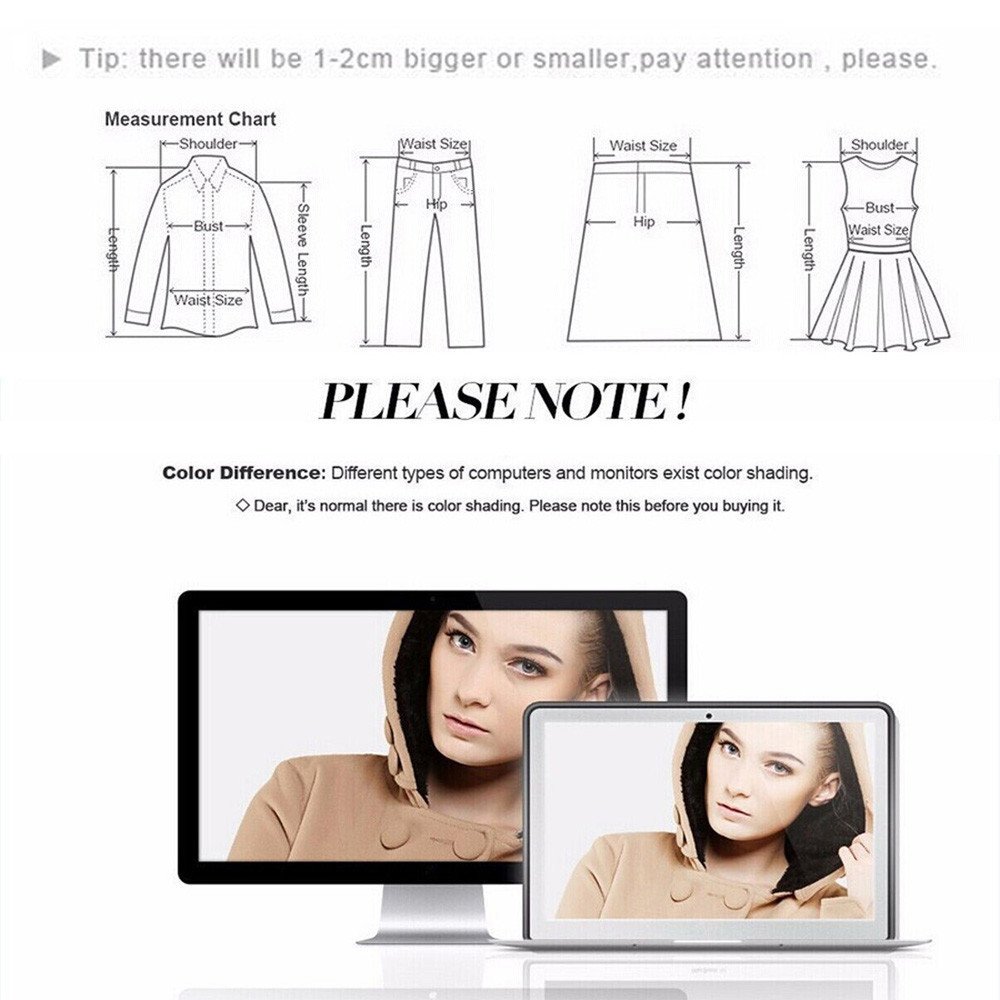 ▶ Tip: there will be 1-2cm bigger or smaller,pay attention , please.
Measurement Chart
Shoulder
Bust
Waist Size
Length
Sleeve Length
Waist Size
Hip
Length
Waist Size
Hip
Length
Shoulder
Bust
Waist Size
Length
PLEASE NOTE!
Color Difference: Different types of computers and monitors exist color shading.
◇ Dear, it's normal there is color shading. Please note this before you buying it.